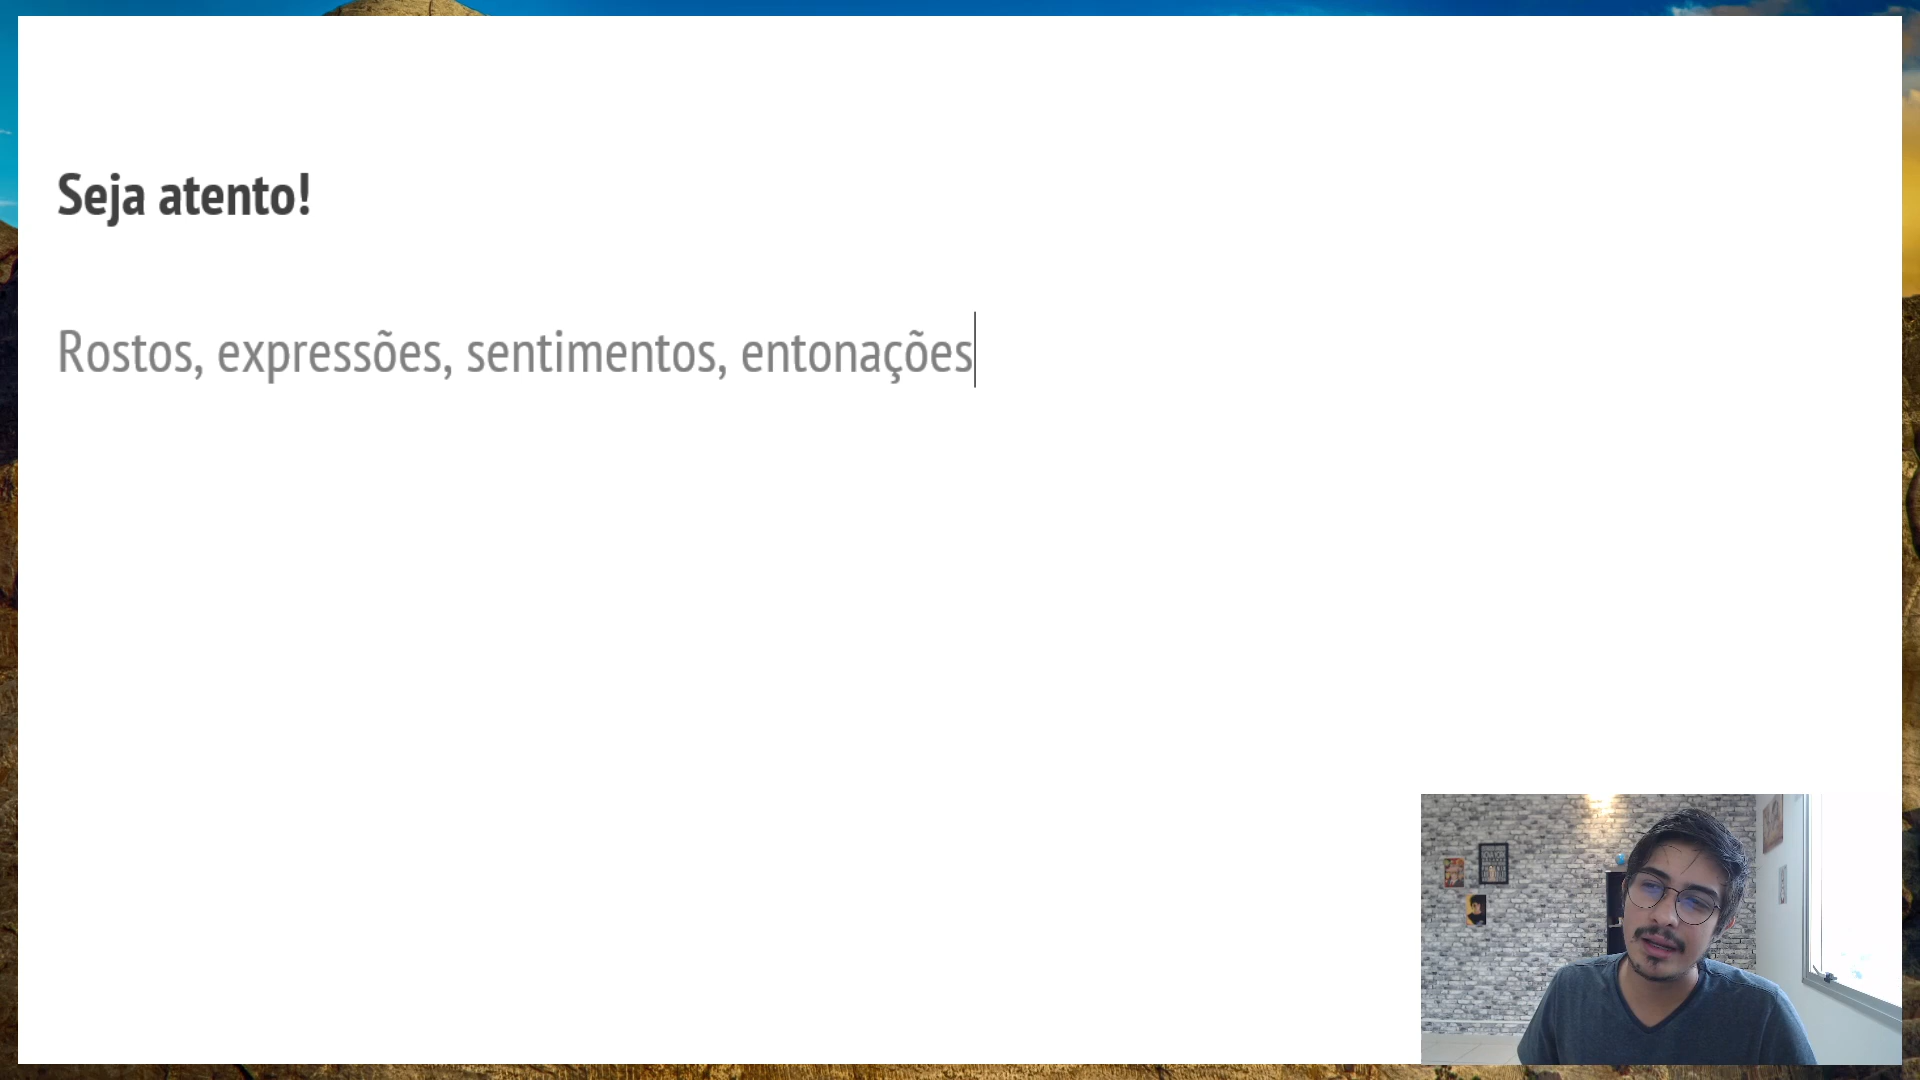 Seja atento!
Rostos, expressões, sentimentos, entonações